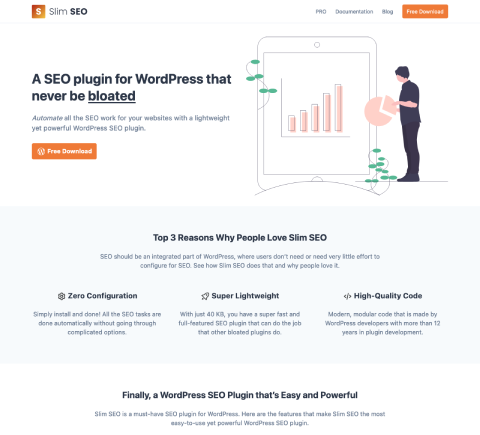 S Slim SEO
PRO Documentation Blog Free Download
A SEO plugin for WordPress that
never be bloated
Automate all the SEO work for your websites with a lightweight
yet powerful WordPress SEO plugin.
Free Download
Top 3 Reasons Why People Love Slim SEO
SEO should be an integrated part of WordPress, where users don't need or need very little effort to
configure for SEO. See how Slim SEO does that and why people love it.
Zero Configuration
Simply install and done! All the SEO tasks are
done automatically without going through
complicated options.
Super Lightweight
With just 40 KB, you have a super fast and
full-featured SEO plugin that can do the job
that other bloated plugins do.
High-Quality Code
Modern, modular code that is made by
WordPress developers with more than 12
years in plugin development.
Finally, a WordPress SEO Plugin that's Easy and Powerful
Slim SEO is a must-have SEO plugin for WordPress. Here are the features that make Slim SEO the most
easy-to-use yet powerful WordPress SEO plugin.